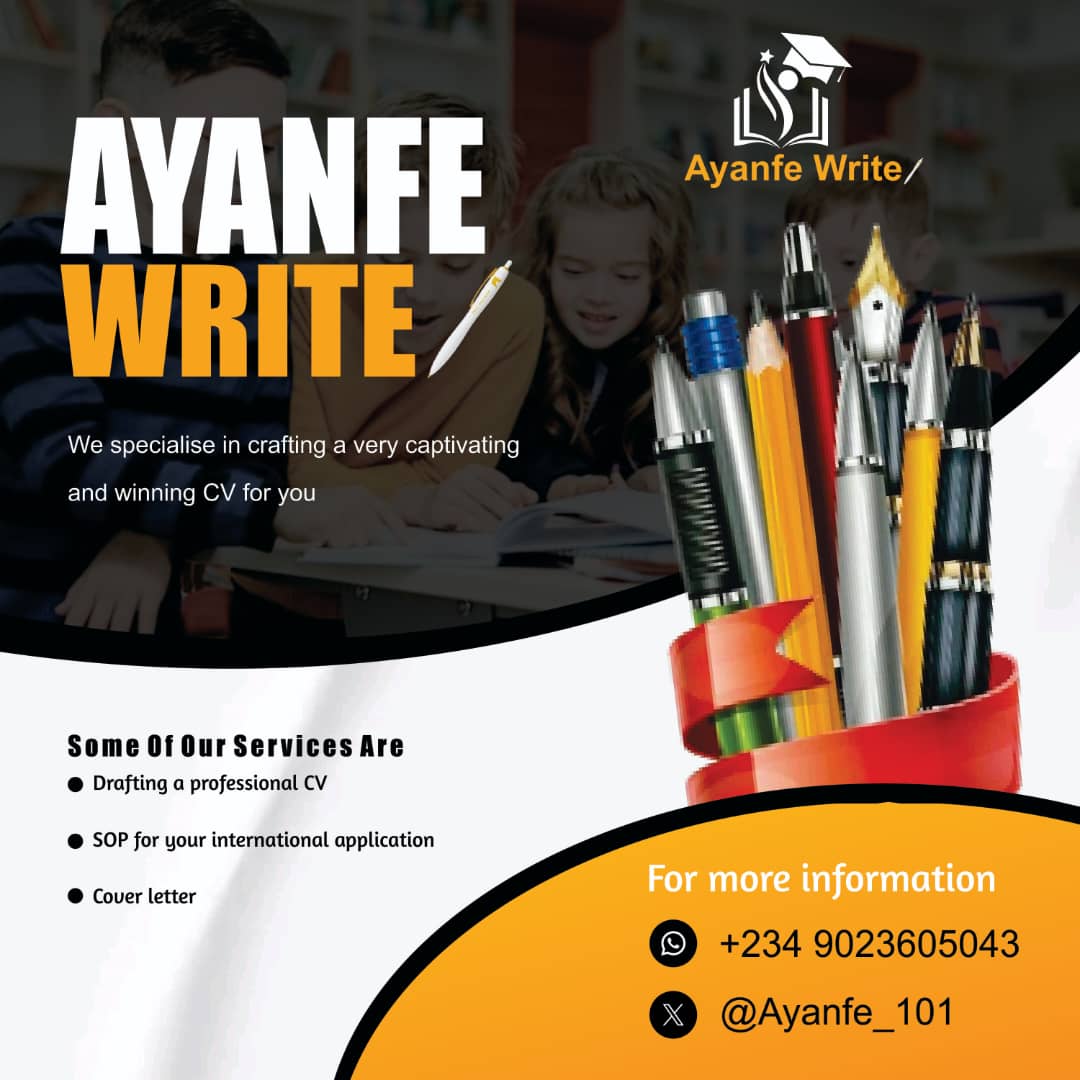 Ayanfe Write
AYANFE
WRITE
We specialise in crafting a very captivating
and winning CV for you
Some Of Our Services Are
Drafting a professional CV
SOP for your international application
Cover letter
For more information
+234 9023605043
@Ayanfe_101